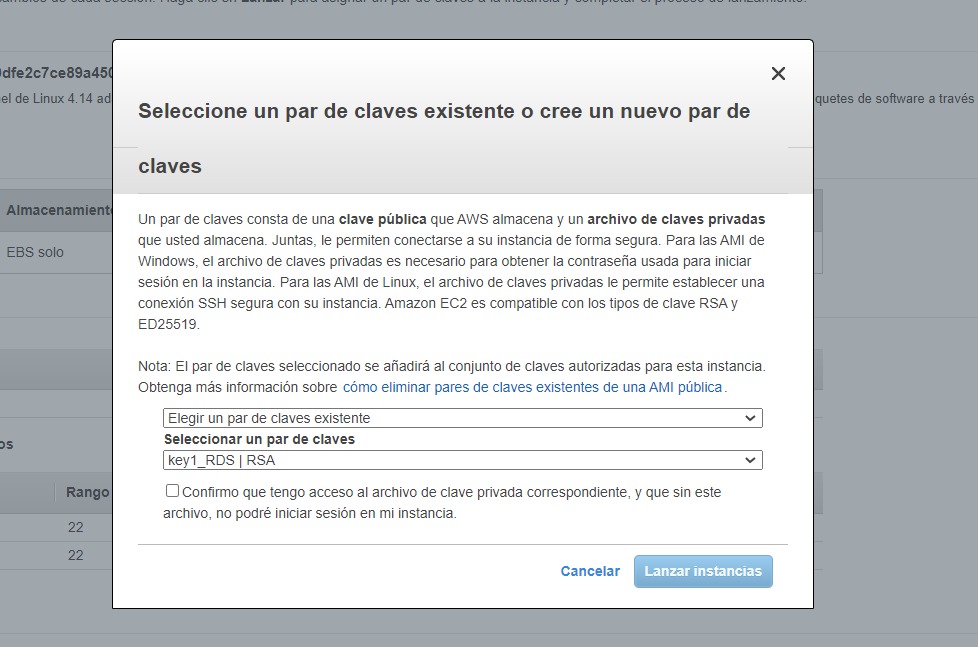 para asignar un par de claves a la instancia y completar el proceso de lanzamiento.
dfe2c7ce89a450
el de Linux 4.14 ad
quetes de software a través
Seleccione un par de claves existente o cree un nuevo par de
claves
Almacenamiento
EBS solo
Un par de claves consta de una clave pública que AWS almacena y un archivo de claves privadas
que usted almacena. Juntas, le permiten conectarse a su instancia de forma segura. Para las AMI de
Windows, el archivo de claves privadas es necesario para obtener la contraseña usada para iniciar
sesión en la instancia. Para las AMI de Linux, el archivo de claves privadas le permite establecer una
conexión SSH segura con su instancia. Amazon EC2 es compatible con los tipos de clave RSA y
ED25519.
Nota: El par de claves seleccionado se añadirá al conjunto de claves autorizadas para esta instancia.
Obtenga más información sobre cómo eliminar pares de claves existentes de una AMI pública.
Elegir un par de claves existente
os
Seleccionar un par de claves
key1_RDS | RSA
Rango
Confirmo que tengo acceso al archivo de clave privada correspondiente, y que sin este
archivo, no podré iniciar sesión en mi instancia.
22
22
Cancelar
Lanzar instancias